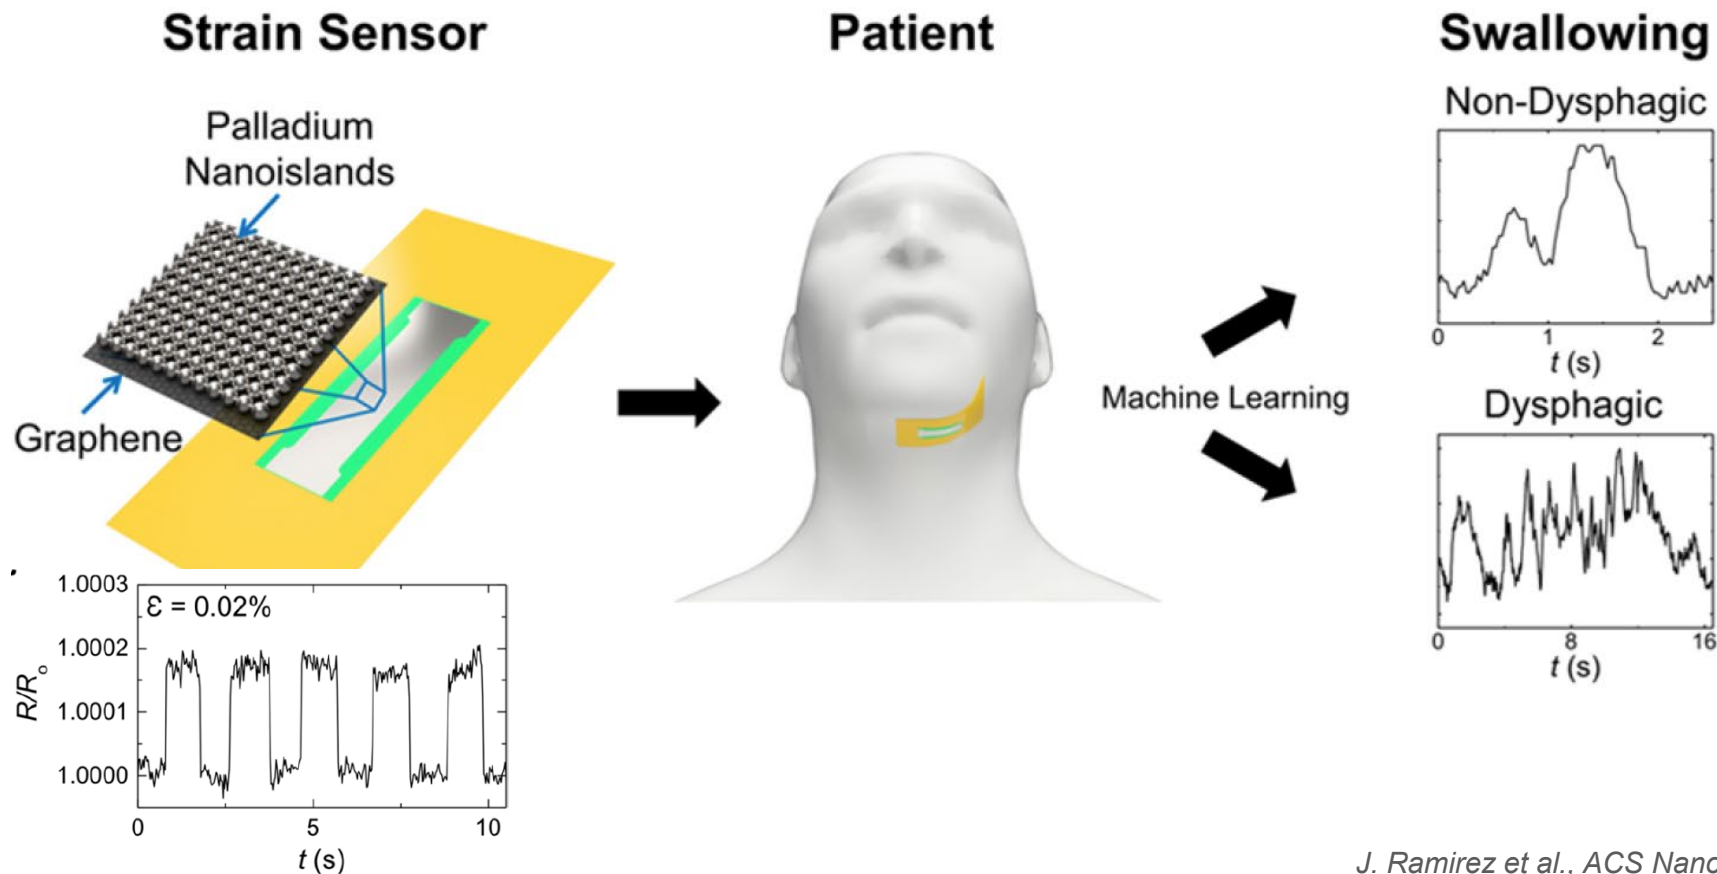 Strain Sensor
Patient
Swallowing
Palladium
Nanoislands
Graphene
Machine Learning
Non-Dysphagic
0 1 2
t (s)
Dysphagic
0 8 16
t (s)
1.0003
1.0002
1.0001
1.0000
R/Ro
Ɛ = 0.02%
0 5 10
t (s)
J. Ramirez et al., ACS Nano